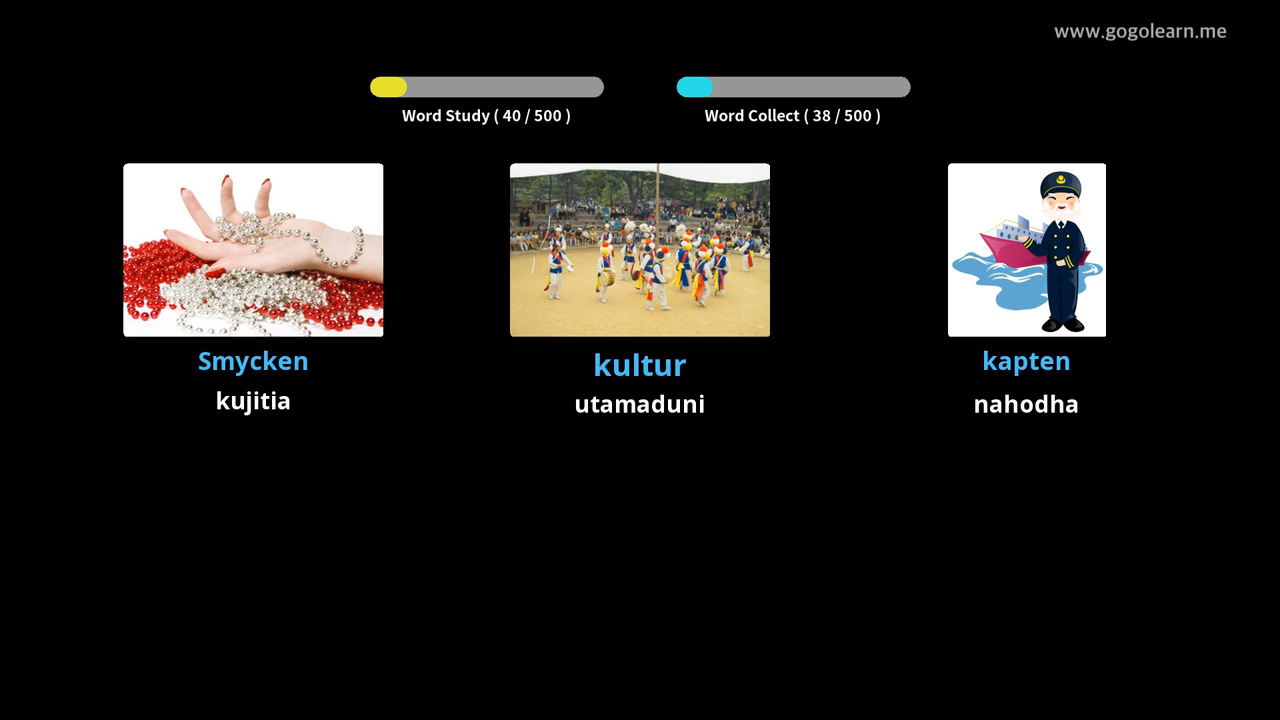 www.gogolearn.me
Word Study ( 40 / 500 )
Word Collect ( 38 / 500 )
Smycken
kujitia
kultur
utamaduni
kapten
nahodha